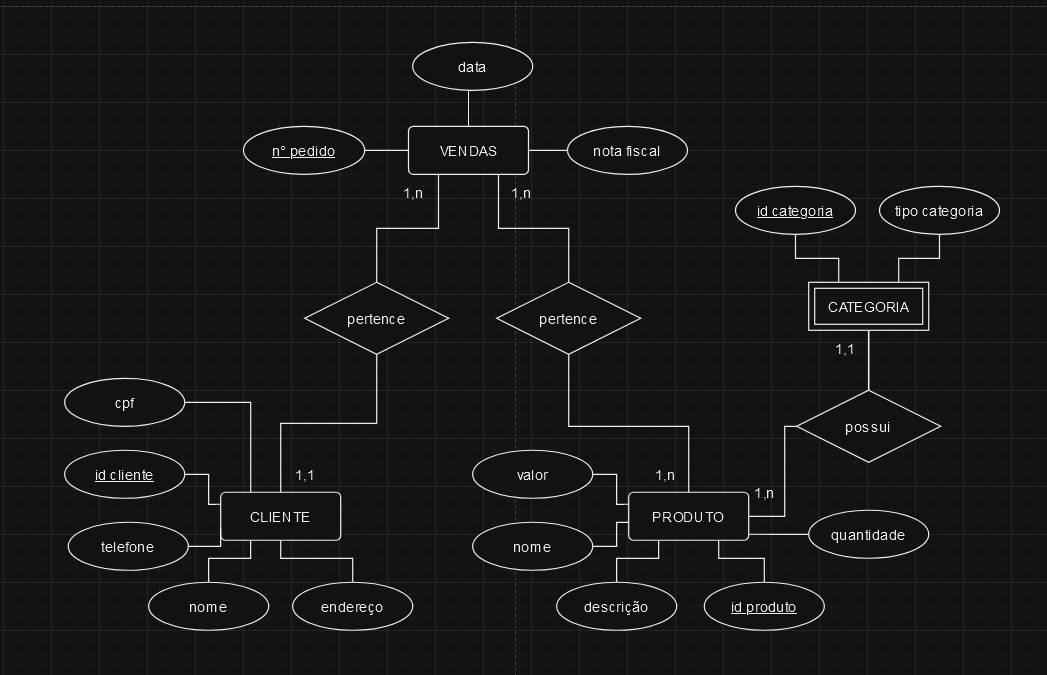 data
nº pedido
VENDAS
nota fiscal
1,n
1,n
id categoria
tipo categoria
CATEGORIA
pertence
pertence
1,1
cpf
possui
id cliente
1,1
valor
1,n
1,n
CLIENTE
PRODUTO
quantidade
telefone
nome
nome
endereço
descrição
id produto